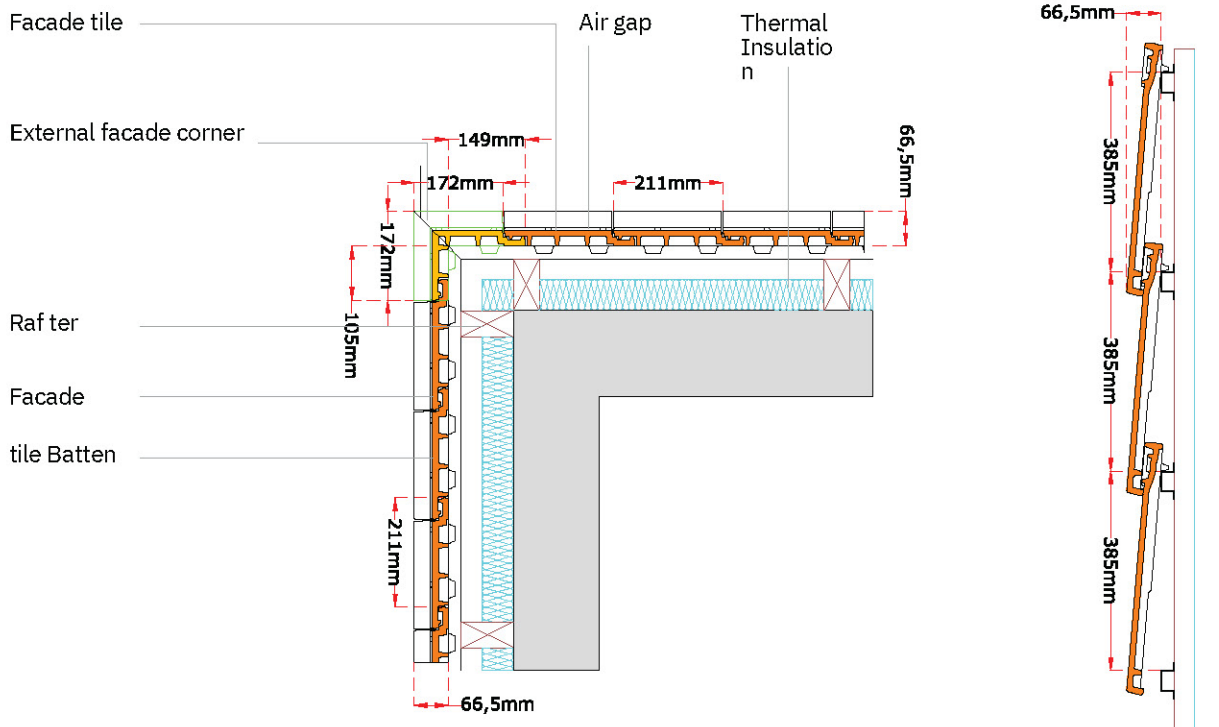 Facade tile
Air gap
Thermal
Insulatio
n
66,5mm
External facade corner
149mm
66,5mm
172mm
211mm
172mm
385mm
105mm
Raf ter
385mm
Facade
tile Batten
211mm
385mm
66,5mm